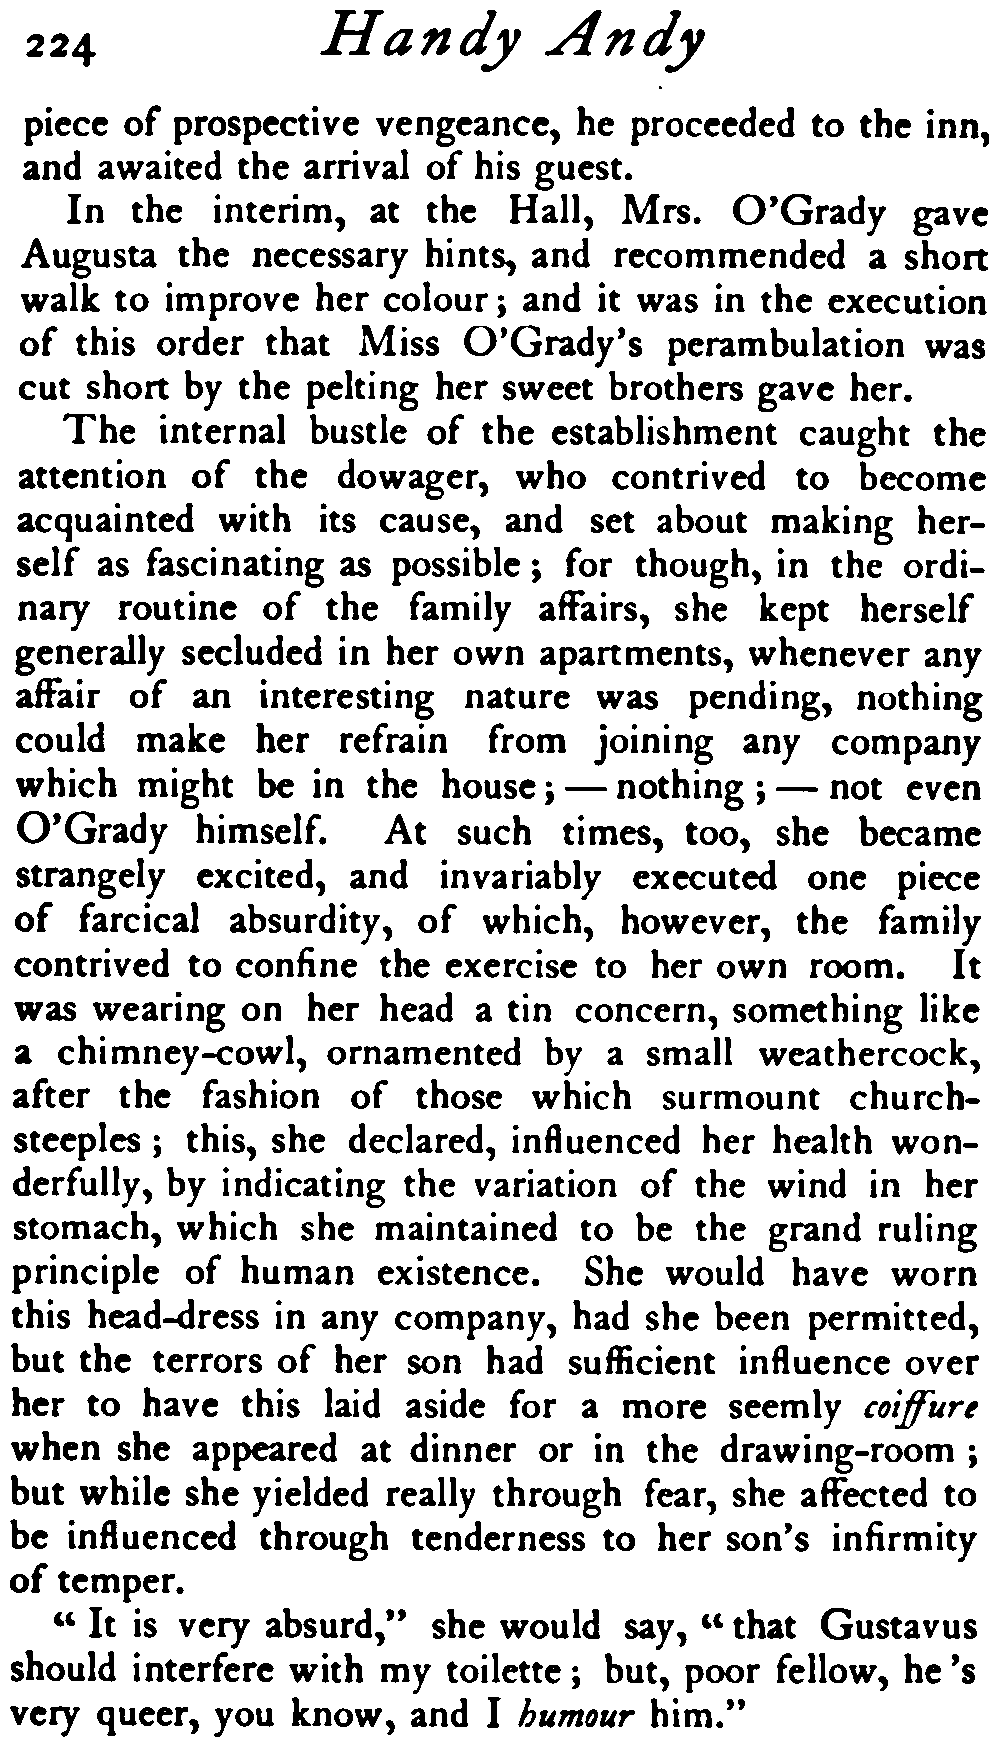 224 Handy Andy
piece of prospective vengeance, he proceeded to the inn,
and awaited the arrival of his guest.
In the interim, at the Hall, Mrs. O'Grady gave
Augusta the necessary hints, and recommended a short
walk to improve her colour; and it was in the execution
of this order that Miss O'Grady's perambulation was
cut short by the pelting her sweet brothers gave her.
The internal bustle of the establishment caught the
attention of the dowager, who contrived to become
acquainted with its cause, and set about making her-
self as fascinating as possible; for though, in the ordi-
nary routine of the family affairs, she kept herself
generally secluded in her own apartments, whenever any
affair of an interesting nature was pending, nothing
could make her refrain from joining any company
which might be in the house;—nothing;—not even
O'Grady himself. At such times, too, she became
strangely excited, and invariably executed one piece
of farcical absurdity, of which, however, the family
contrived to confine the exercise to her own room. It
was wearing on her head a tin concern, something like
a chimney-cowl, ornamented by a small weathercock,
after the fashion of those which surmount church-
steeples; this, she declared, influenced her health won-
derfully, by indicating the variation of the wind in her
stomach, which she maintained to be the grand ruling
principle of human existence. She would have worn
this head-dress in any company, had she been permitted,
but the terrors of her son had sufficient influence over
her to have this laid aside for a more seemly coiffure
when she appeared at dinner or in the drawing-room;
but while she yielded really through fear, she affected to
be influenced through tenderness to her son's infirmity
of temper.
"It is very absurd," she would say, "that Gustavus
should interfere with my toilette; but, poor fellow, he's
very queer, you know, and I humour him."